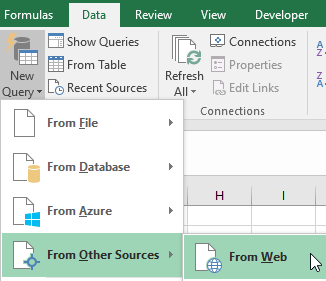 Formulas Data Review View Developer
New Query
Show Queries
From Table
Recent Sources
Refresh All
Connections
Properties
Edit Links
Connections
From File
From Database
From Azure
From Other Sources
From Web
H I
A Z
Z A